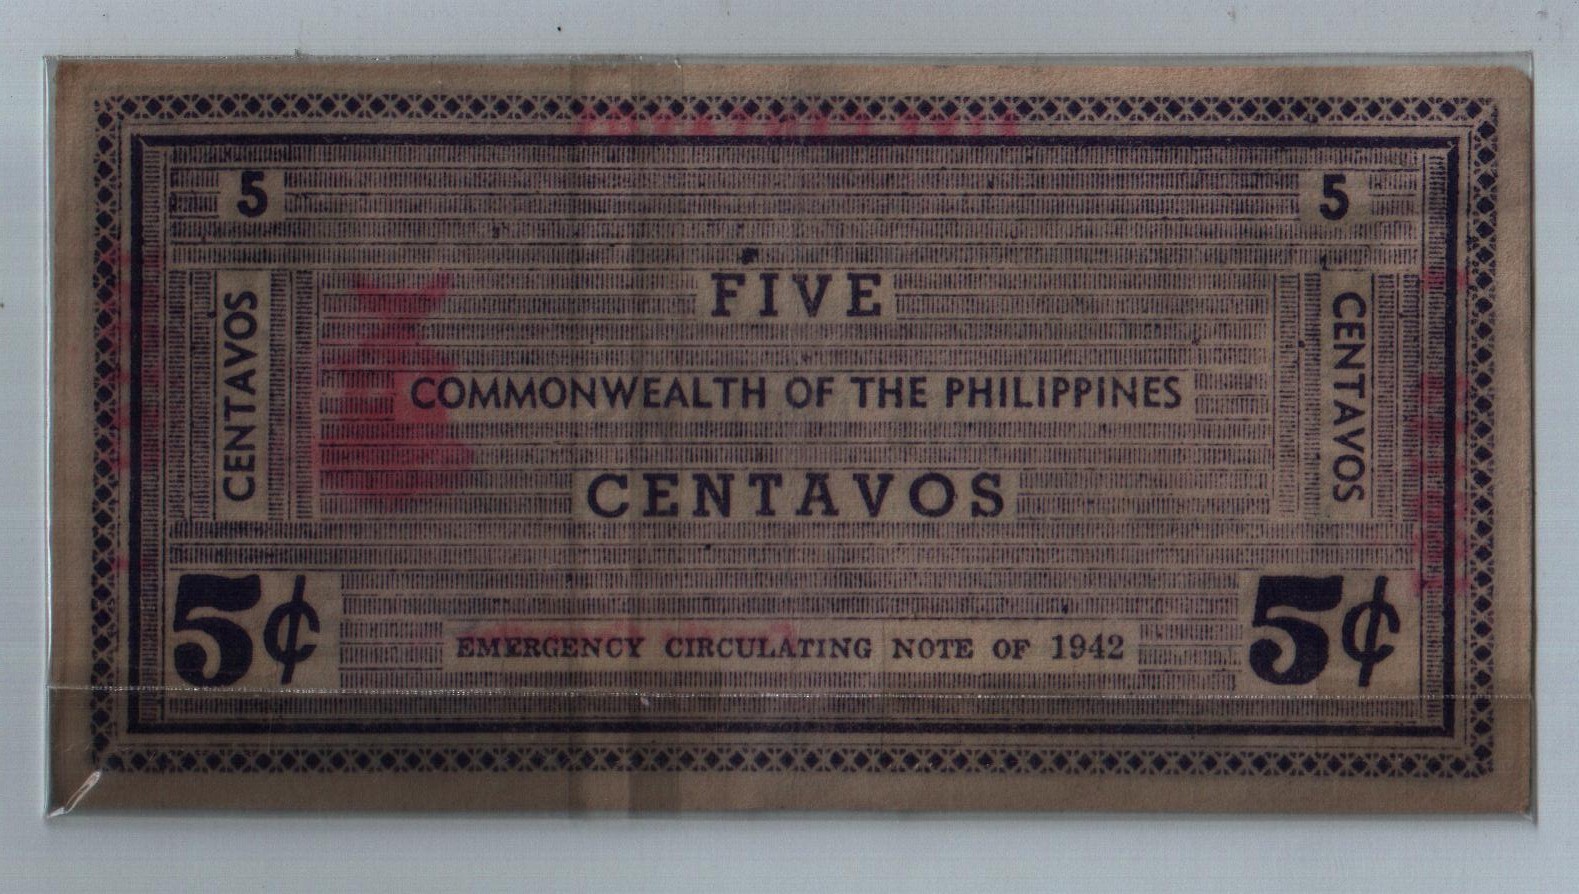 5 5
FIVE
CENTAVOS
COMMONWEALTH OF THE PHILIPPINES
CENTAVOS
CENTAVOS
5¢ 5¢
EMERGENCY CIRCULATING NOTE OF 1942